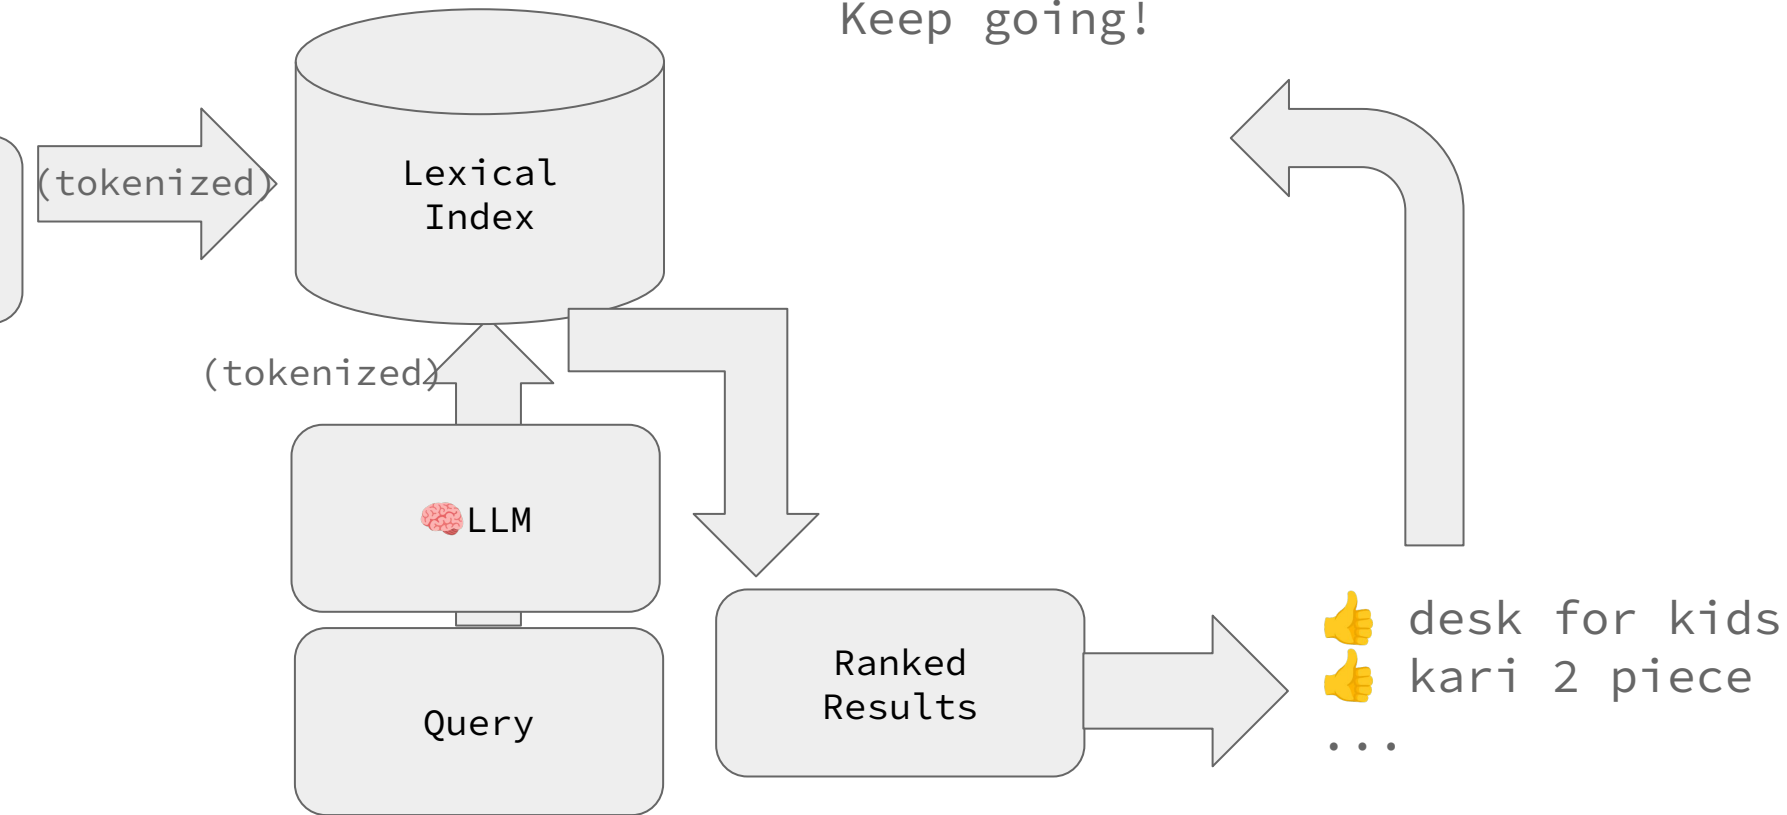 Keep going!
(tokenized)
Lexical
Index
(tokenized)
🧠LLM
Query
Ranked
Results
👍 desk for kids
👍 kari 2 piece
...